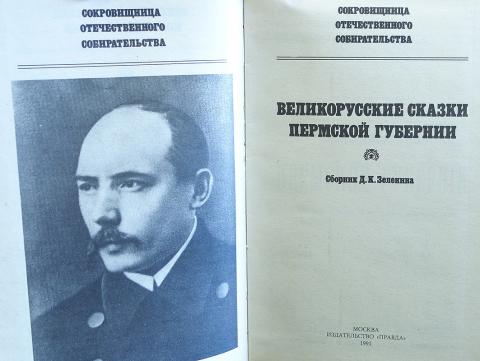 СОКРОВИЩНИЦА
ОТЕЧЕСТВЕННОГО
СОБИРАТЕЛЬСТВА
СОКРОВИЩНИЦА
ОТЕЧЕСТВЕННОГО
СОБИРАТЕЛЬСТВА
ВЕЛИКОРУССКИЕ СКАЗКИ
ПЕРМСКОЙ ГУБЕРНИИ
Сборник Д. К. Зеленина
МОСКВА
ИЗДАТЕЛЬСТВО «ПРАВДА»
1991